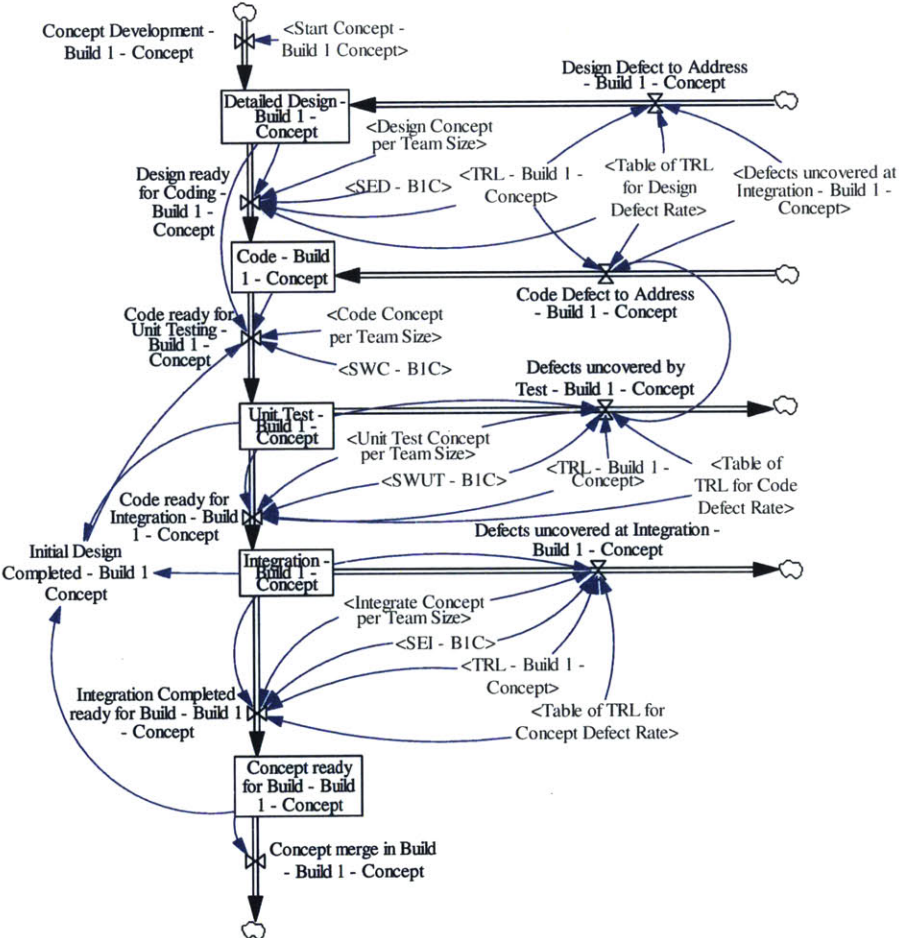 Concept Development -
Build 1 - Concept
<Start Concept -
Build 1 Concept>
Design Defect to Address
- Build 1 - Concept
Detailed Design -
Build 1 -
Concept
<Design Concept
per Team Size>
Design ready
for Coding -
Build 1 -
Concept
<SED - B1C>
<TRL - Build 1 -
Concept>
<Table of TRL
for Design
Defect Rate>
<Defects uncovered at
Integration - Build 1 -
Concept>
Code - Build
1 - Concept
Code Defect to Address
- Build 1 - Concept
Code ready for
Unit Testing -
Build 1 -
Concept
<Code Concept
per Team Size>
<SWC - B1C>
Defects uncovered by
Test - Build 1 - Concept
Unit Test -
Build 1 -
Concept
<Unit Test Concept
per Team Size>
<SWUT - B1C>
<TRL - Build 1 -
Concept>
<Table of
TRL for Code
Defect Rate>
Code ready for
Integration - Build
1 - Concept
Defects uncovered at Integration -
Build 1 - Concept
Initial Design
Completed - Build 1
Concept
Integration -
Build 1 -
Concept
<Integrate Concept
per Team Size>
<SEI - B1C>
<TRL - Build 1 -
Concept>
<Table of TRL for
Concept Defect Rate>
Integration Completed
ready for Build - Build 1
- Concept
Concept ready
for Build - Build
1 - Concept
Concept merge in Build
- Build 1 - Concept